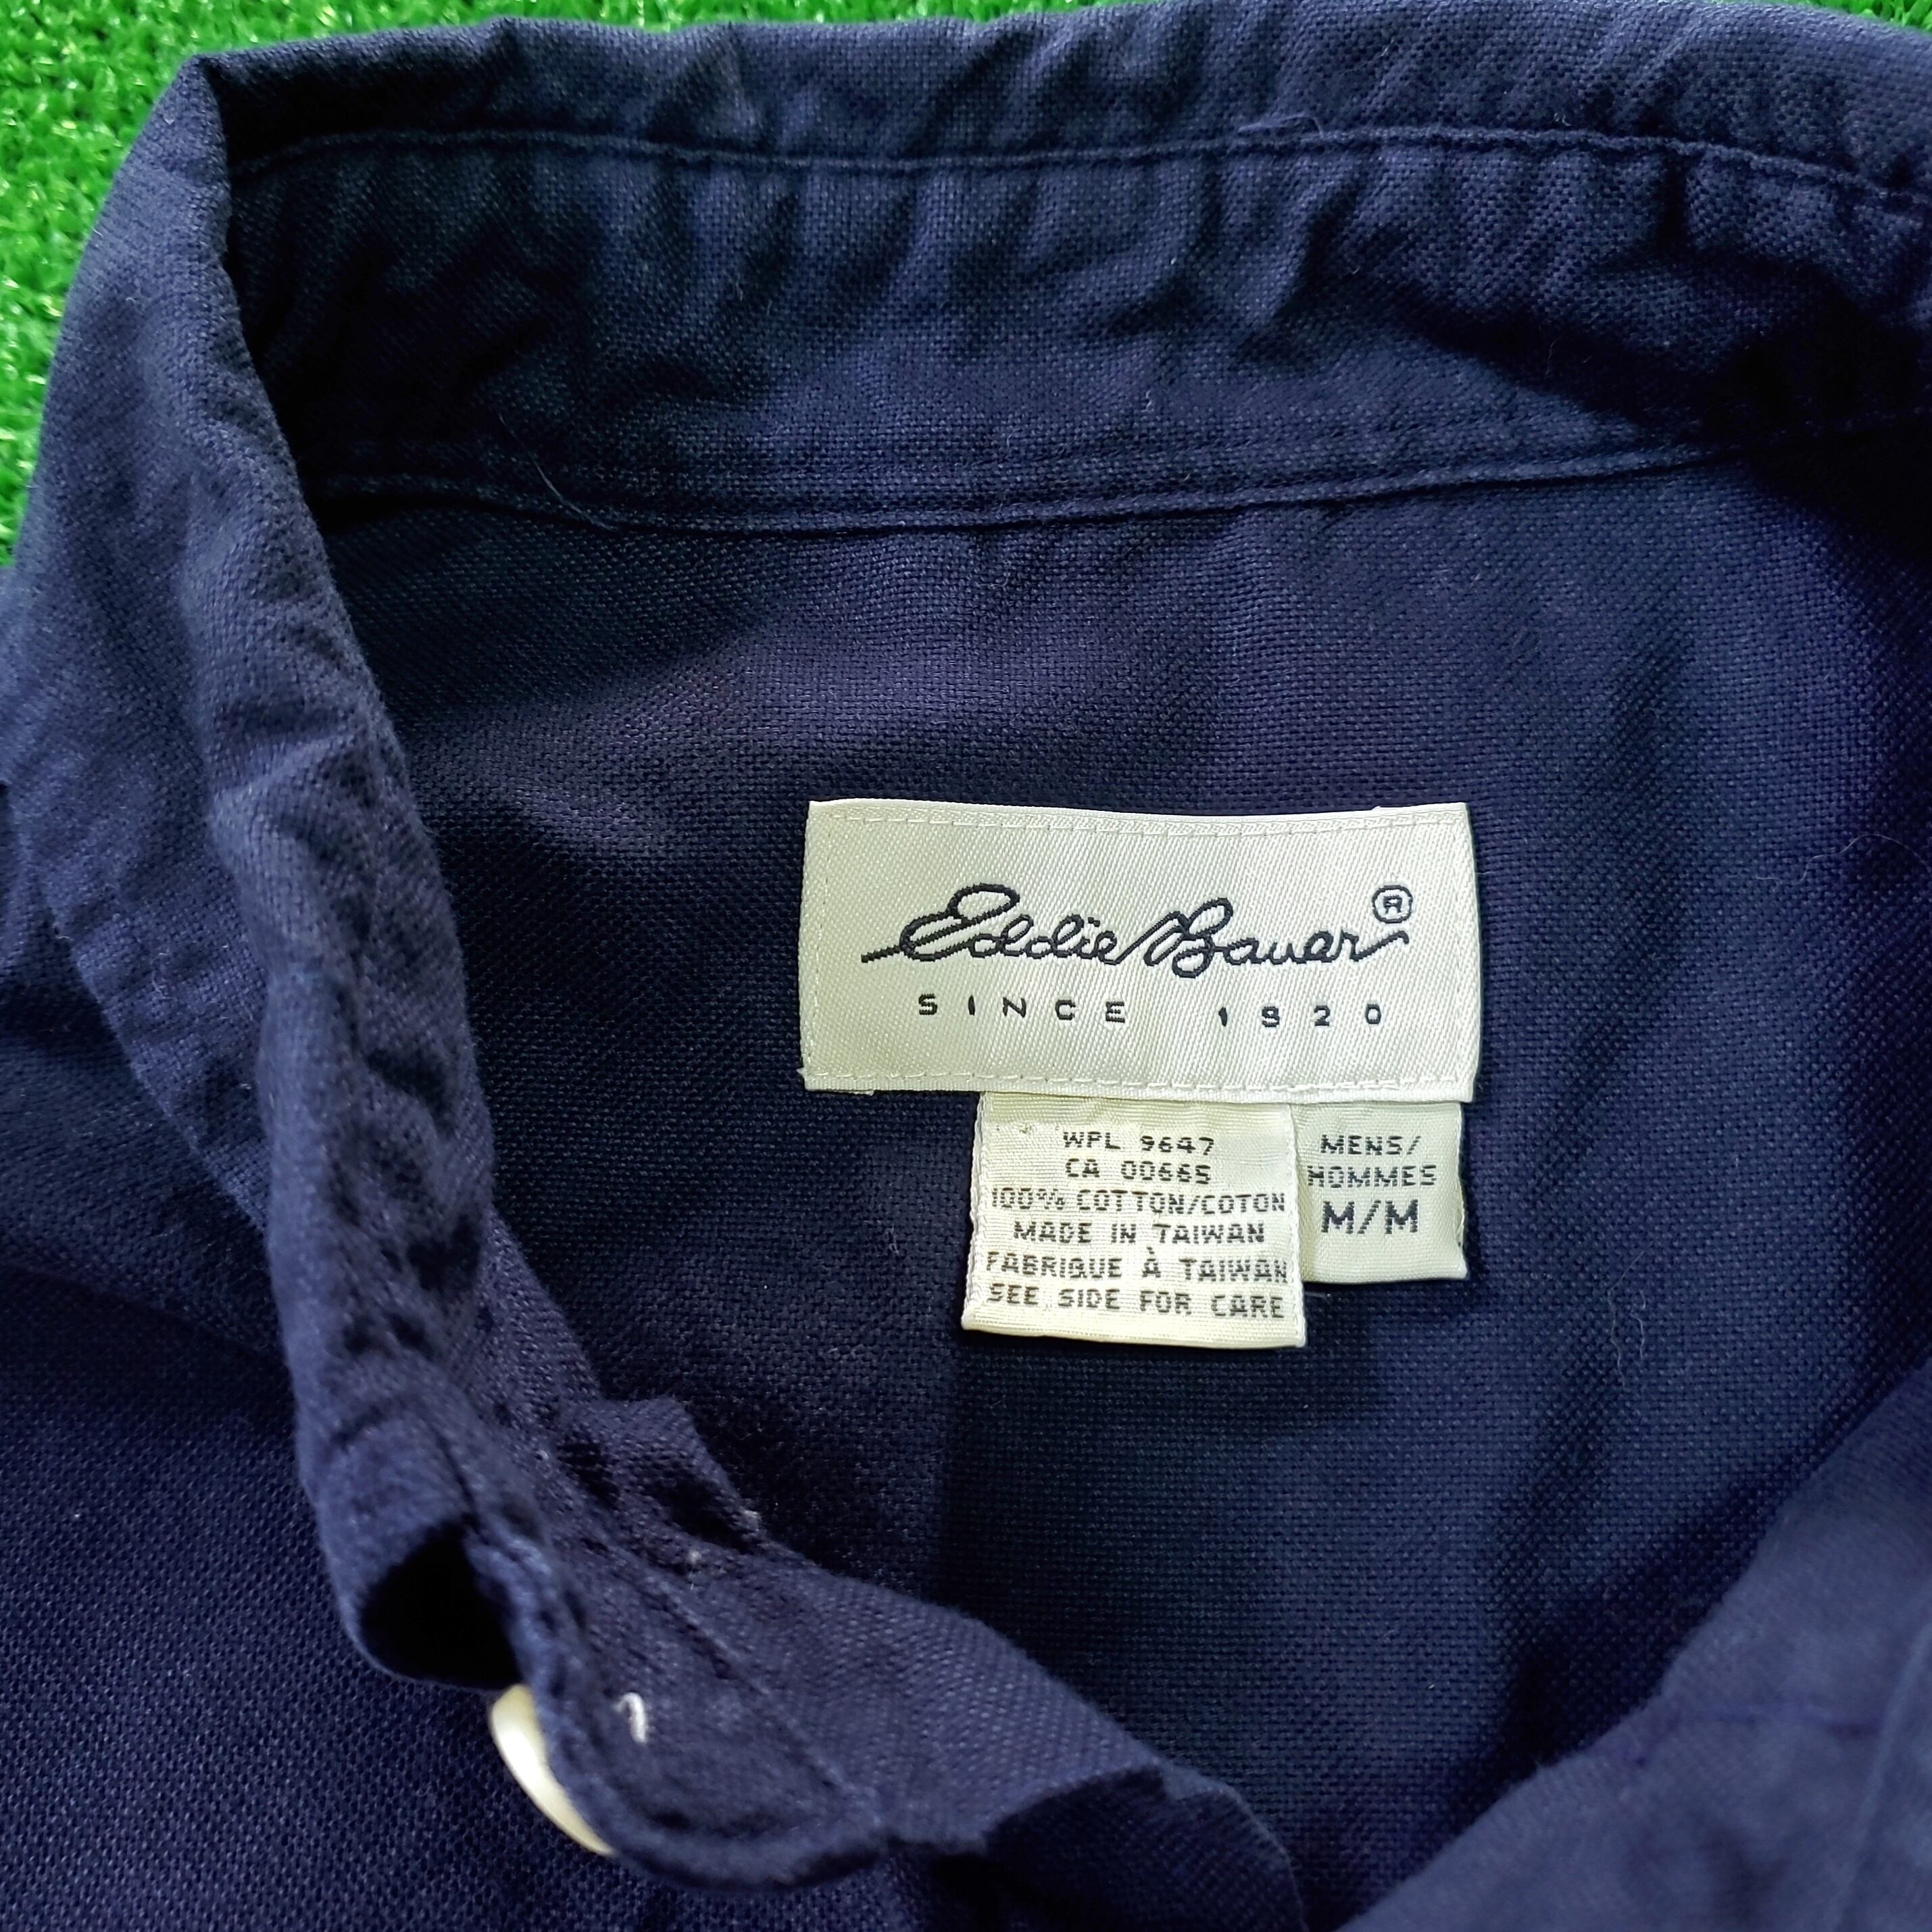 Eddie Bauer®
SINCE 1920
WPL 9647
CA 00665
100% COTTON/COTON
MADE IN TAIWAN
FABRIQUE À TAIWAN
SEE SIDE FOR CARE
MENS/
HOMMES
M/M